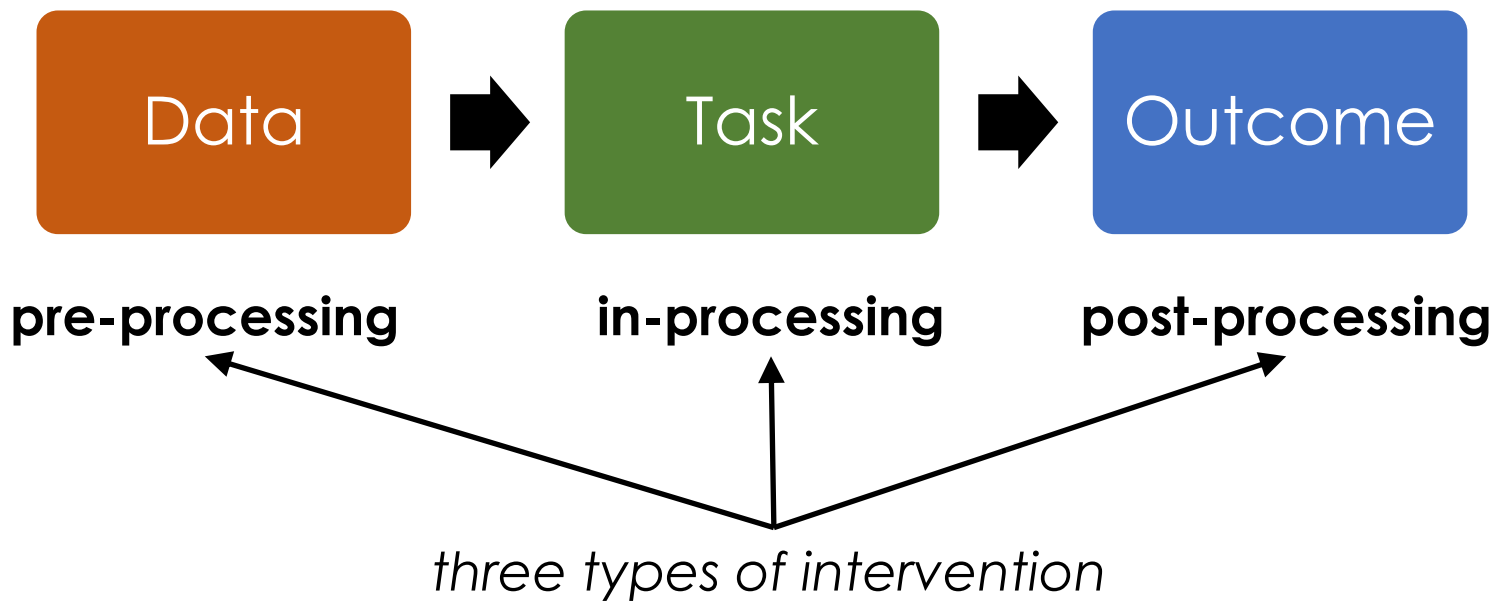 Data
Task
Outcome
pre-processing
in-processing
post-processing
three types of intervention